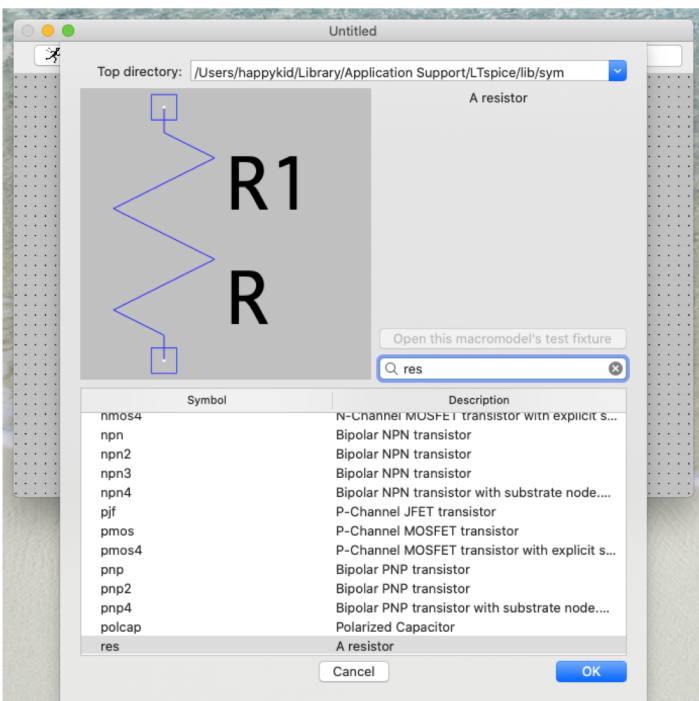 Untitled
Top directory: /Users/happykid/Library/Application Support/LTspice/lib/sym
A resistor
R1
R
Open this macromodel's test fixture
res
Symbol Description
nmos4 N-Channel MOSFET transistor with explicit s...
npn Bipolar NPN transistor
npn2 Bipolar NPN transistor
npn3 Bipolar NPN transistor
npn4 Bipolar NPN transistor with substrate node....
pjf P-Channel JFET transistor
pmos P-Channel MOSFET transistor
pmos4 P-Channel MOSFET transistor with explicit s...
pnp Bipolar PNP transistor
pnp2 Bipolar PNP transistor
pnp4 Bipolar PNP transistor with substrate node....
polcap Polarized Capacitor
res A resistor
Cancel OK